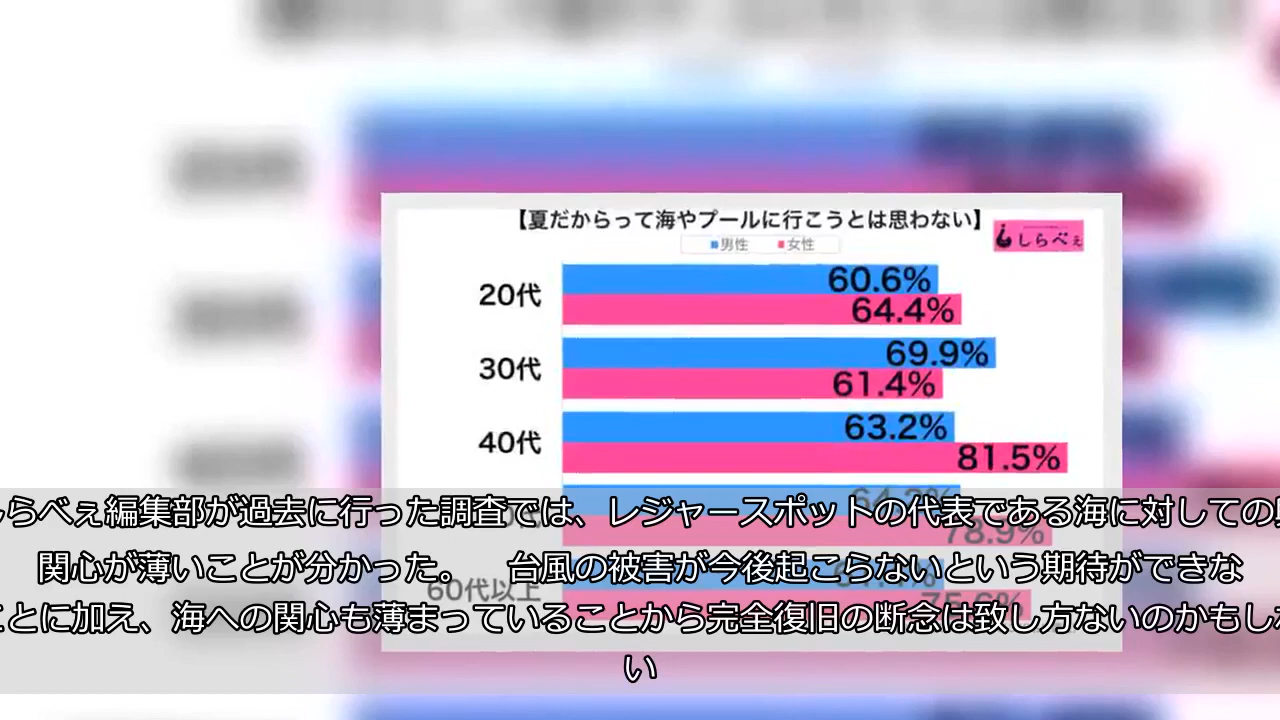 【夏だからって海やプールに行こうとは思わない】
男性 女性
しらべぇ
20代
60.6%
64.4%
30代
69.9%
61.4%
40代
63.2%
81.5%
64.2%
78.9%
60代以上
75.6%
らべぇ編集部が過去に行った調査では、レジャースポットの代表である海に対しての
関心が薄いことが分かった。 台風の被害が今後起こらないという期待ができな
ことに加え、海への関心も薄まっていることから完全復旧の断念は致し方ないのかもし
い